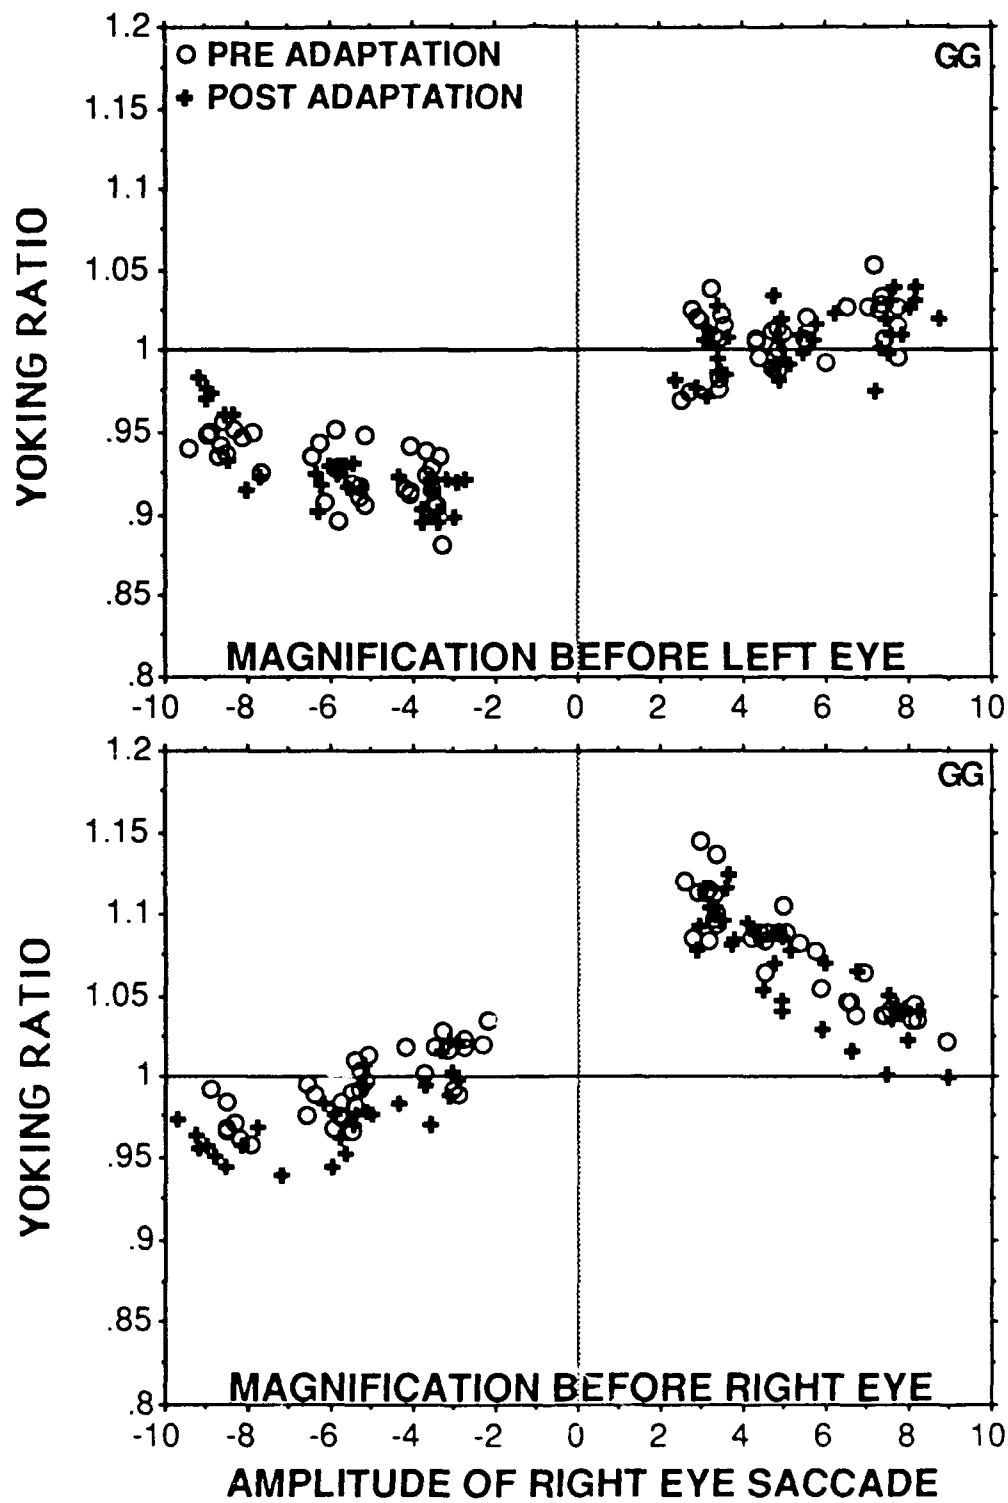 1.2
PRE ADAPTATION
GG
POST ADAPTATION
1.15
1.1
1.05
1
.95
.9
.85
.8
YOKING RATIO
MAGNIFICATION BEFORE LEFT EYE
-10 -8 -6 -4 -2 0 2 4 6 8 10
1.2
GG
1.15
1.1
1.05
1
.95
.9
.85
.8
YOKING RATIO
MAGNIFICATION BEFORE RIGHT EYE
-10 -8 -6 -4 -2 0 2 4 6 8 10
AMPLITUDE OF RIGHT EYE SACCADE